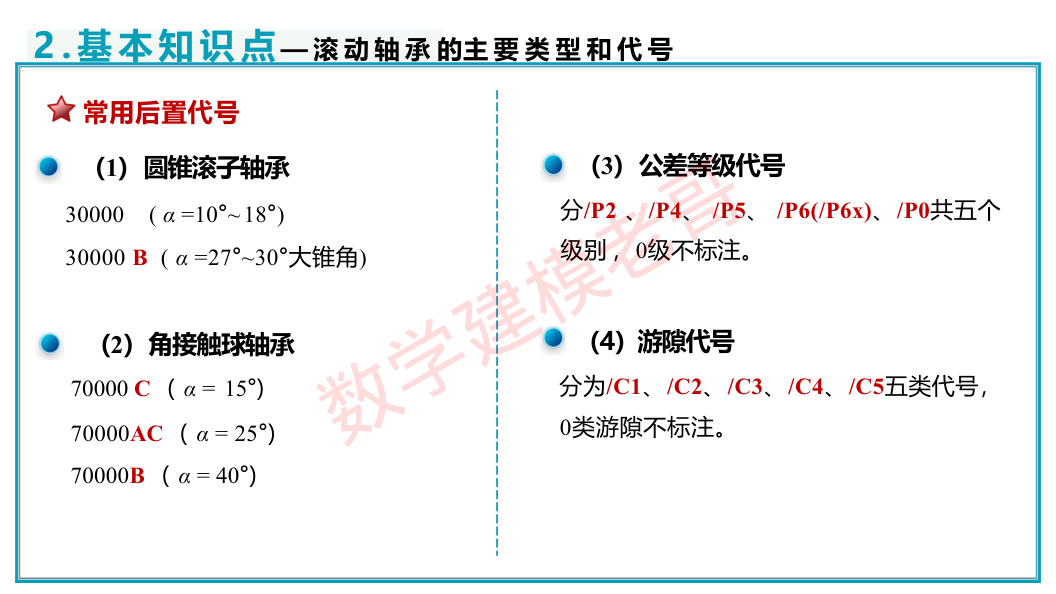 2.基本知识点—滚动轴承的主要类型和代号
常用后置代号
（1）圆锥滚子轴承
30000 ( α =10°~18°)
30000 B ( α =27°~30°大锥角)
（2）角接触球轴承
70000 C （ α = 15°）
70000AC （ α = 25°）
70000B （ α = 40°）
（3）公差等级代号
分/P2 、/P4、 /P5、 /P6(/P6x)、/P0共五个
级别 ，0级不标注。
（4）游隙代号
分为/C1、/C2、/C3、/C4、/C5五类代号，
0类游隙不标注。
数学建模老哥